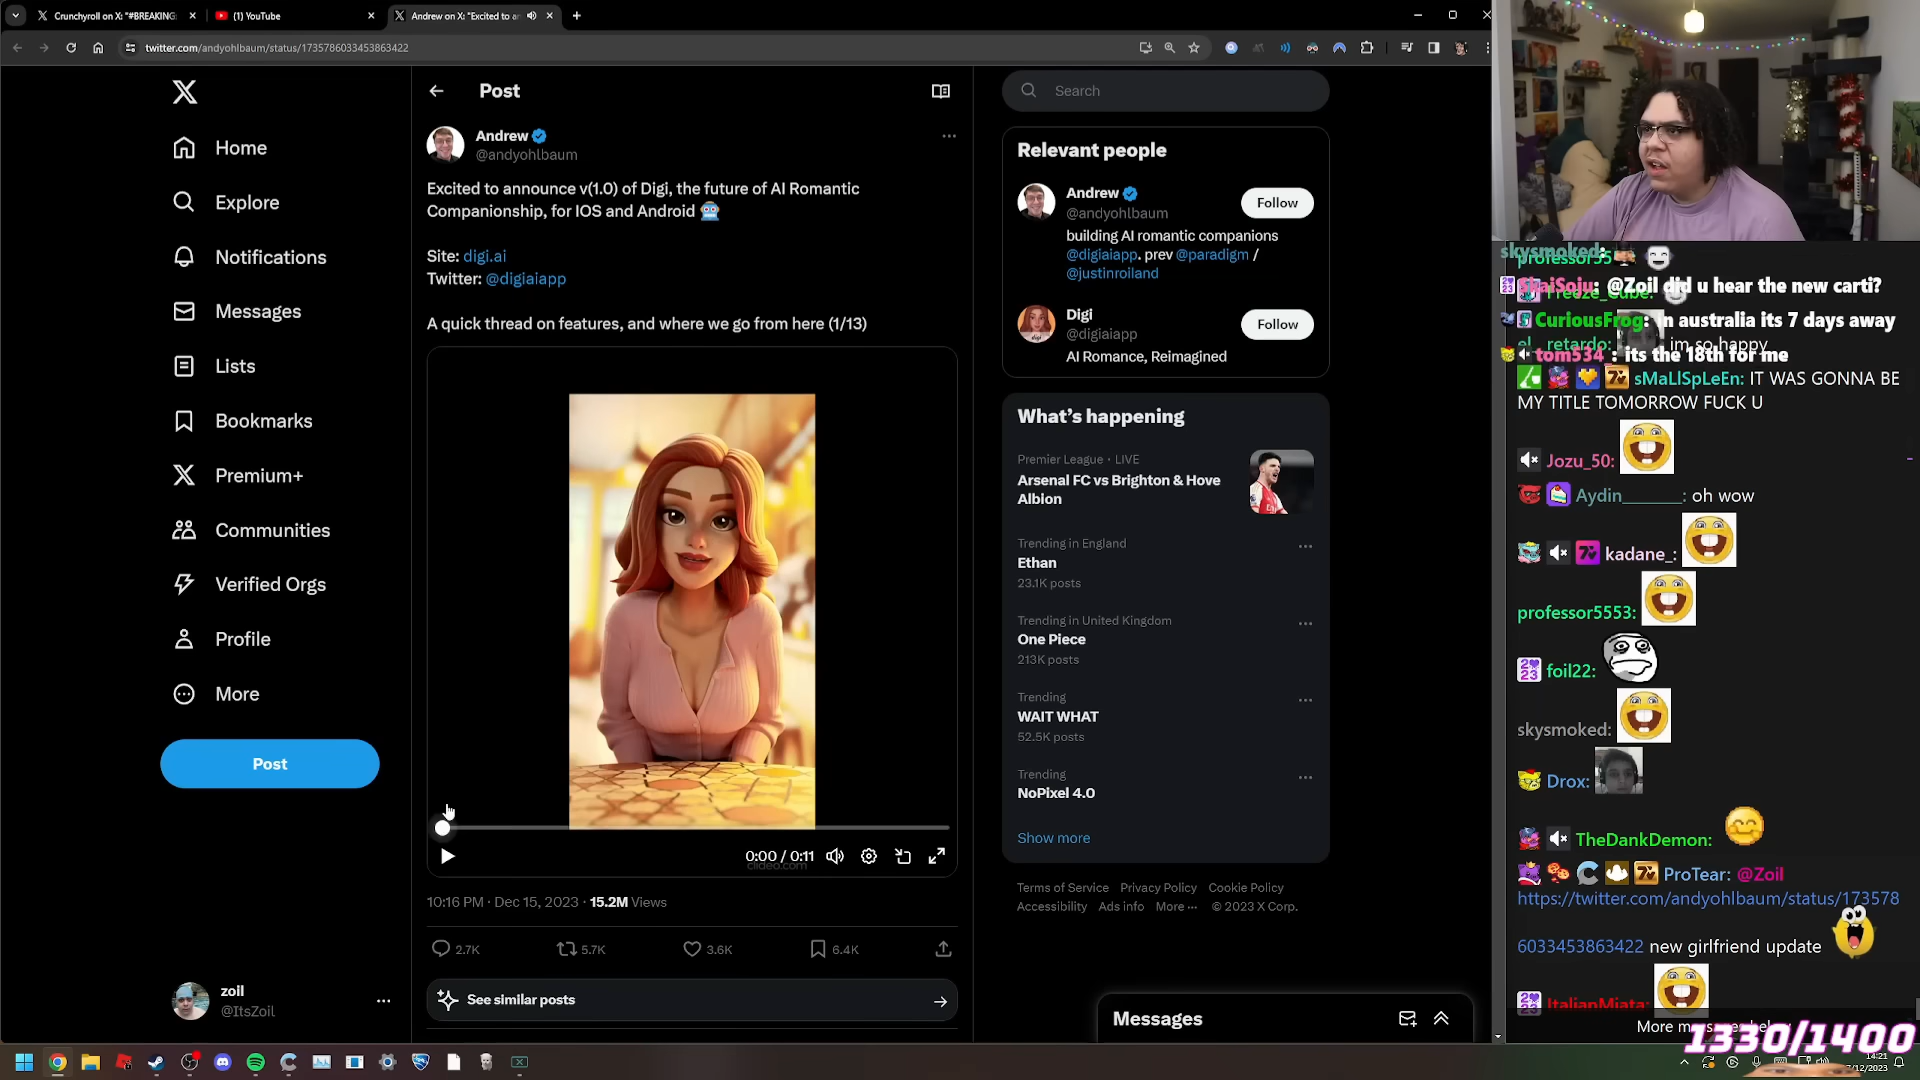 Crunchyroll on X: "#BREAKING:
(1) YouTube
Andrew on X: "Excited to an
twitter.com/andyohlbaum/status/1735786033453863422
Home
Explore
Notifications
Messages
Lists
Bookmarks
Premium+
Communities
Verified Orgs
Profile
More
Post
zoil
@ItsZoil
Post
Andrew
@andyohlbaum
Excited to announce v(1.0) of Digi, the future of AI Romantic
Companionship, for IOS and Android
Site: digi.ai
Twitter: @digiaiapp
A quick thread on features, and where we go from here (1/13)
0:00 / 0:11
clideo.com
10:16 PM · Dec 15, 2023 · 15.2M Views
2.7K
5.7K
3.6K
6.4K
See similar posts
Search
Relevant people
Andrew
@andyohlbaum
Follow
building AI romantic companions
@digiaiapp. prev @paradigm /
@justinroiland
Digi
@digiaiapp
Follow
AI Romance, Reimagined
What's happening
Premier League · LIVE
Arsenal FC vs Brighton & Hove
Albion
Trending in England
Ethan
23.1K posts
Trending in United Kingdom
One Piece
213K posts
Trending
WAIT WHAT
52.5K posts
Trending
NoPixel 4.0
Show more
Terms of Service Privacy Policy Cookie Policy
Accessibility Ads info More ··· © 2023 X Corp.
Messages
skysmoked:
SkaiSoju: @Zoil did u hear the new carti?
Freeze_Cube:
CuriousFrog: in australia its 7 days away
im so happy
tom534 : its the 18th for me
sMaLlSpLeEn: IT WAS GONNA BE
MY TITLE TOMORROW FUCK U
Jozu_50:
Aydin_______: oh wow
kadane_:
professor5553:
foil22:
skysmoked:
Drox:
TheDankDemon:
ProTear: @Zoil
https://twitter.com/andyohlbaum/status/173578
6033453863422 new girlfriend update
ItalianMiata:
1330/1400
14:21